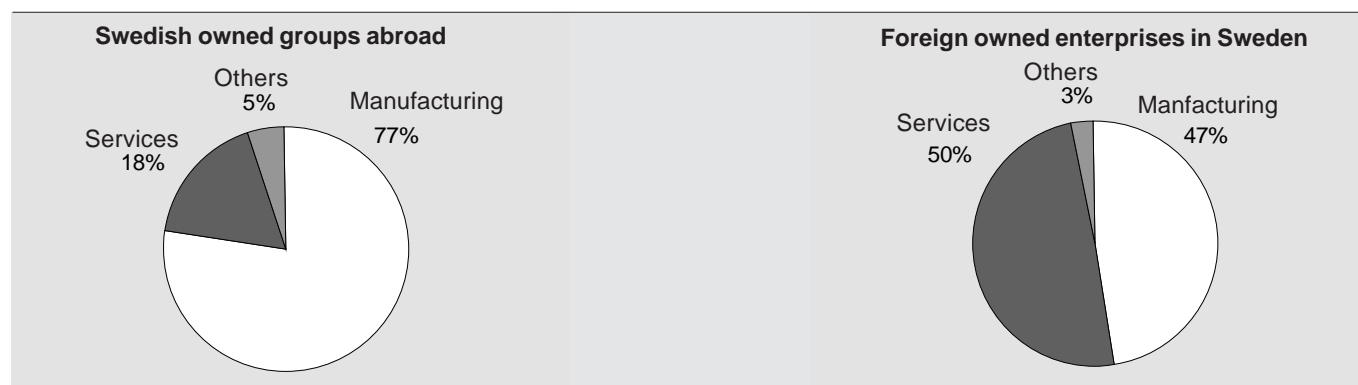 Swedish owned groups abroad
Others
5%
Manufacturing
77%
Services
18%
Foreign owned enterprises in Sweden
Others
3%
Manfacturing
47%
Services
50%